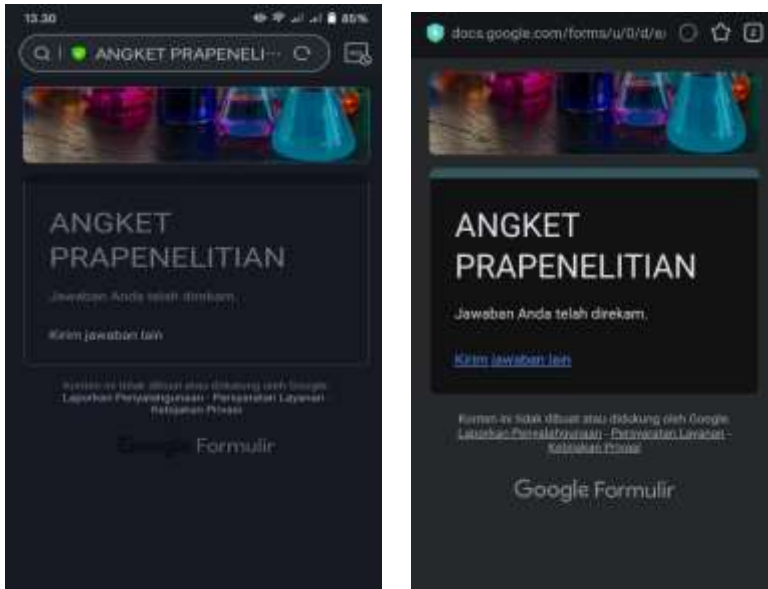 13.30
85%
ANGKET PRAPENELI...
ANGKET
PRAPENELITIAN
Jawaban Anda telah direkam.
Kirim jawaban lain
Konten ini tidak dibuat atau didukung oleh Google.
Laporkan Penyalahgunaan - Persyaratan Layanan -
Kebijakan Privasi
Google Formulir
docs.google.com/forms/u/0/d/e/
ANGKET
PRAPENELITIAN
Jawaban Anda telah direkam.
Kirim jawaban lain
Konten ini tidak dibuat atau didukung oleh Google.
Laporkan Penyalahgunaan - Persyaratan Layanan -
Kebijakan Privasi
Google Formulir